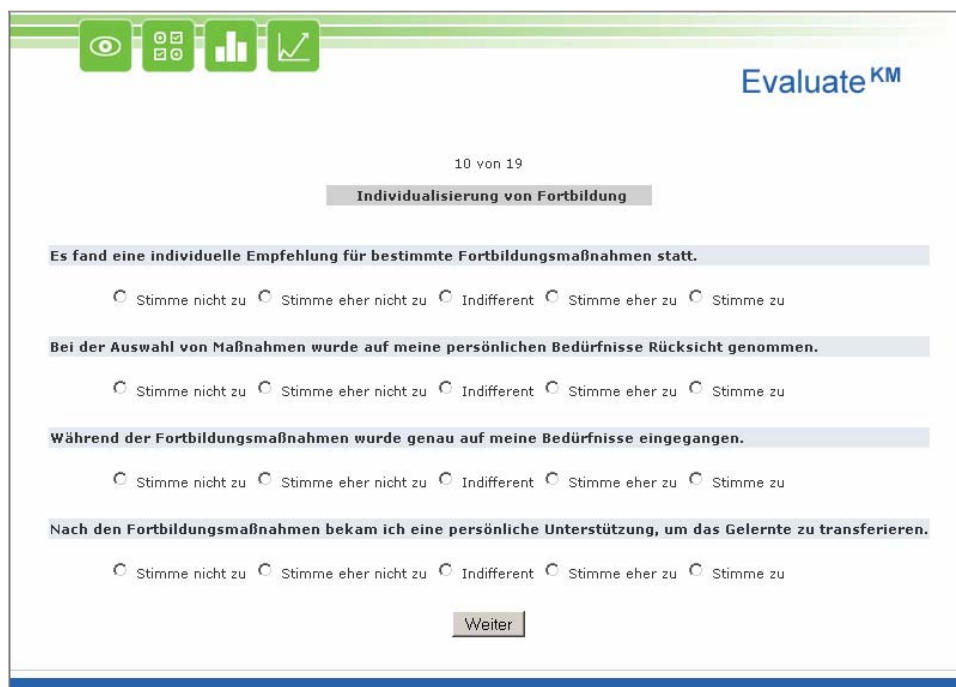 Evaluate KM
10 von 19
Individualisierung von Fortbildung
Es fand eine individuelle Empfehlung für bestimmte Fortbildungsmaßnahmen statt.
Stimme nicht zu Stimme eher nicht zu Indifferent Stimme eher zu Stimme zu
Bei der Auswahl von Maßnahmen wurde auf meine persönlichen Bedürfnisse Rücksicht genommen.
Stimme nicht zu Stimme eher nicht zu Indifferent Stimme eher zu Stimme zu
Während der Fortbildungsmaßnahmen wurde genau auf meine Bedürfnisse eingegangen.
Stimme nicht zu Stimme eher nicht zu Indifferent Stimme eher zu Stimme zu
Nach den Fortbildungsmaßnahmen bekam ich eine persönliche Unterstützung, um das Gelernte zu transferieren.
Stimme nicht zu Stimme eher nicht zu Indifferent Stimme eher zu Stimme zu
Weiter